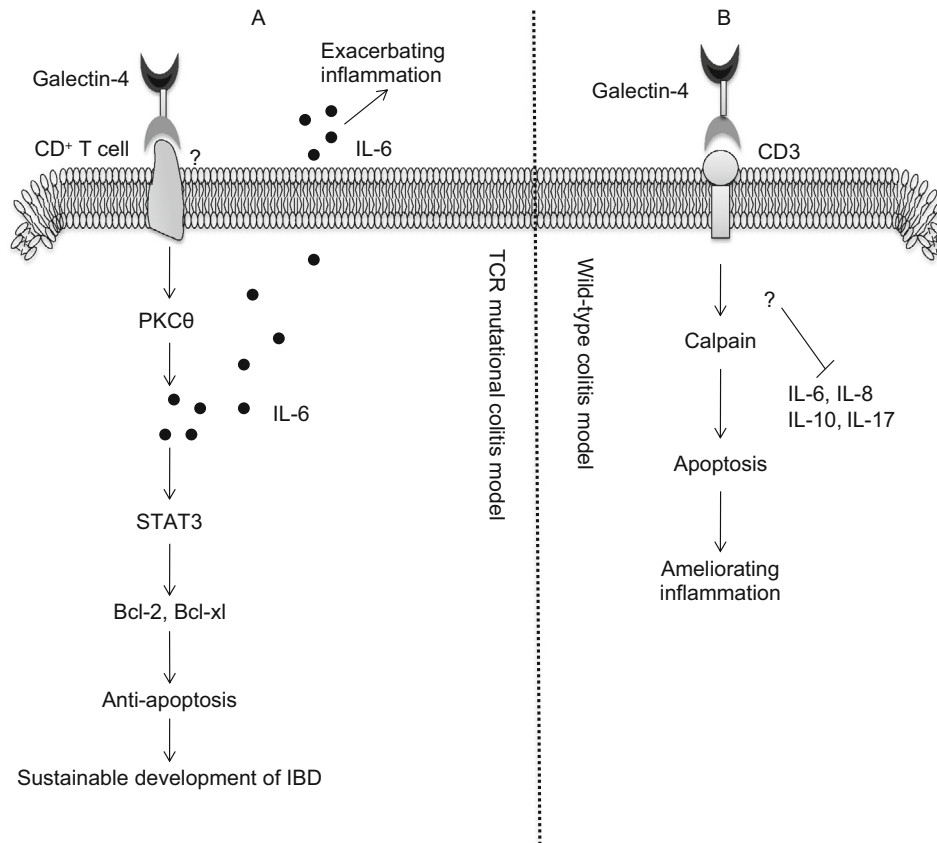 A
Exacerbating
inflammation
Galectin-4
CD⁺ T cell
?
IL-6
PKCθ
IL-6
STAT3
Bcl-2, Bcl-xl
Anti-apoptosis
Sustainable development of IBD
TCR mutational colitis model
B
Galectin-4
CD3
Wild-type colitis model
?
Calpain
IL-6, IL-8
IL-10, IL-17
Apoptosis
Ameliorating
inflammation